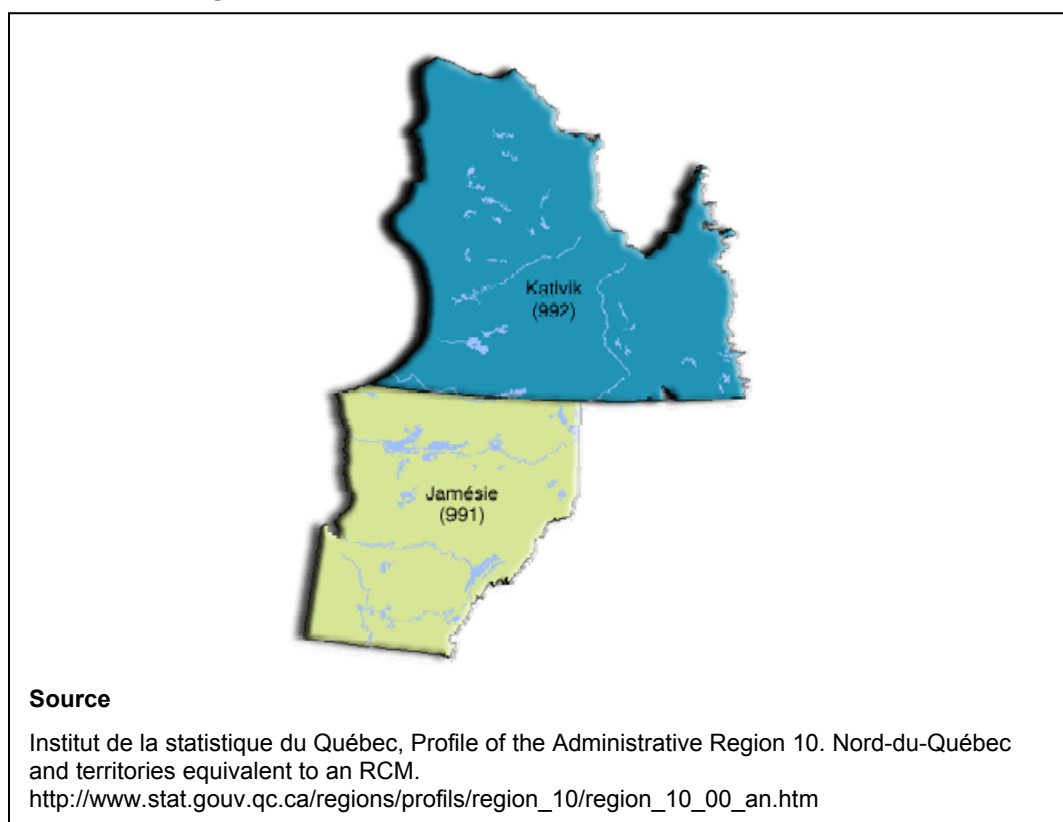 Kativik
(992)
Jamésie
(991)
Source
Institut de la statistique du Québec, Profile of the Administrative Region 10. Nord-du-Québec
and territories equivalent to an RCM.
http://www.stat.gouv.qc.ca/regions/profils/region_10/region_10_00_an.htm